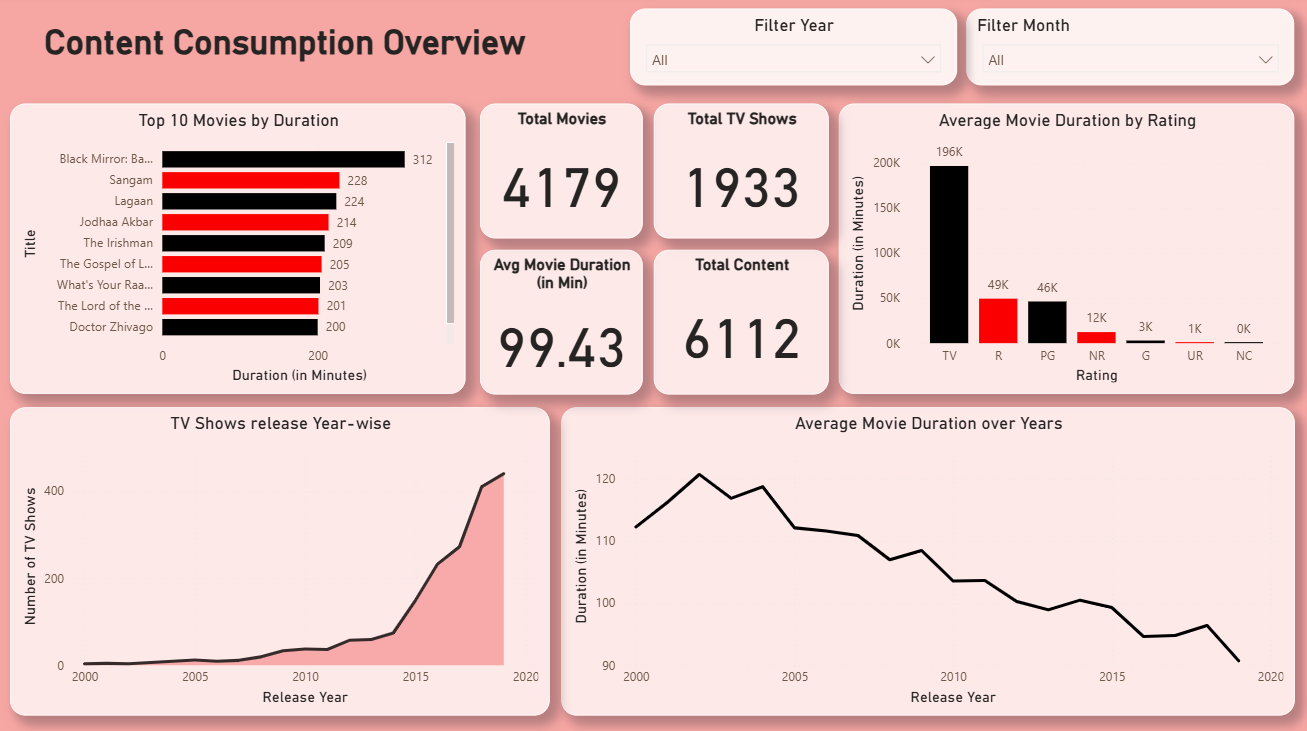 Content Consumption Overview
Filter Year
All
Filter Month
All
Top 10 Movies by Duration
Title
Black Mirror: Ba...
312
Sangam
228
Lagaan
224
Jodhaa Akbar
214
The Irishman
209
The Gospel of L...
205
What's Your Raa...
203
The Lord of the ...
201
Doctor Zhivago
200
0
200
Duration (in Minutes)
Total Movies
4179
Total TV Shows
1933
Avg Movie Duration
(in Min)
99.43
Total Content
6112
Average Movie Duration by Rating
Duration (in Minutes)
200K
150K
100K
50K
0K
196K
49K
46K
12K
3K
1K
0K
TV
R
PG
NR
G
UR
NC
Rating
TV Shows release Year-wise
Number of TV Shows
400
200
0
2000
2005
2010
2015
2020
Release Year
Average Movie Duration over Years
Duration (in Minutes)
120
110
100
90
2000
2005
2010
2015
2020
Release Year